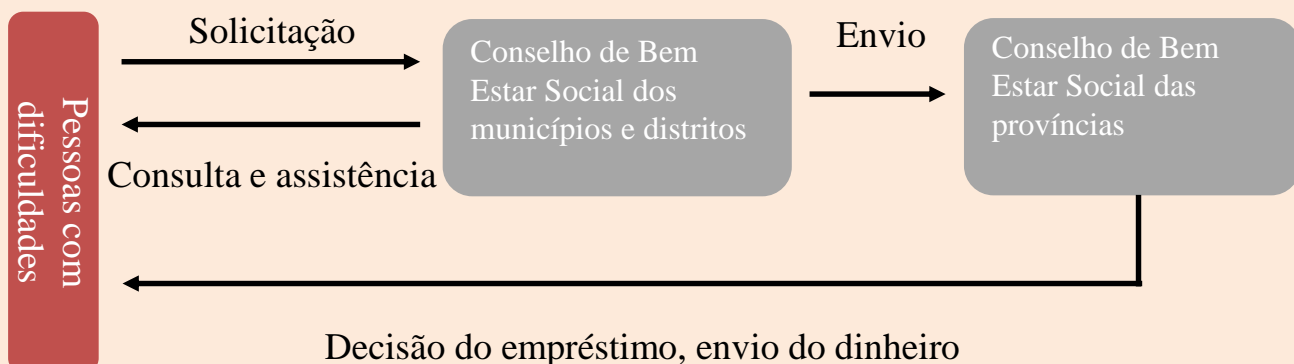 Pessoas com
dificuldades
Solicitação
Consulta e assistência
Conselho de Bem
Estar Social dos
municípios e distritos
Envio
Conselho de Bem
Estar Social das
províncias
Decisão do empréstimo, envio do dinheiro